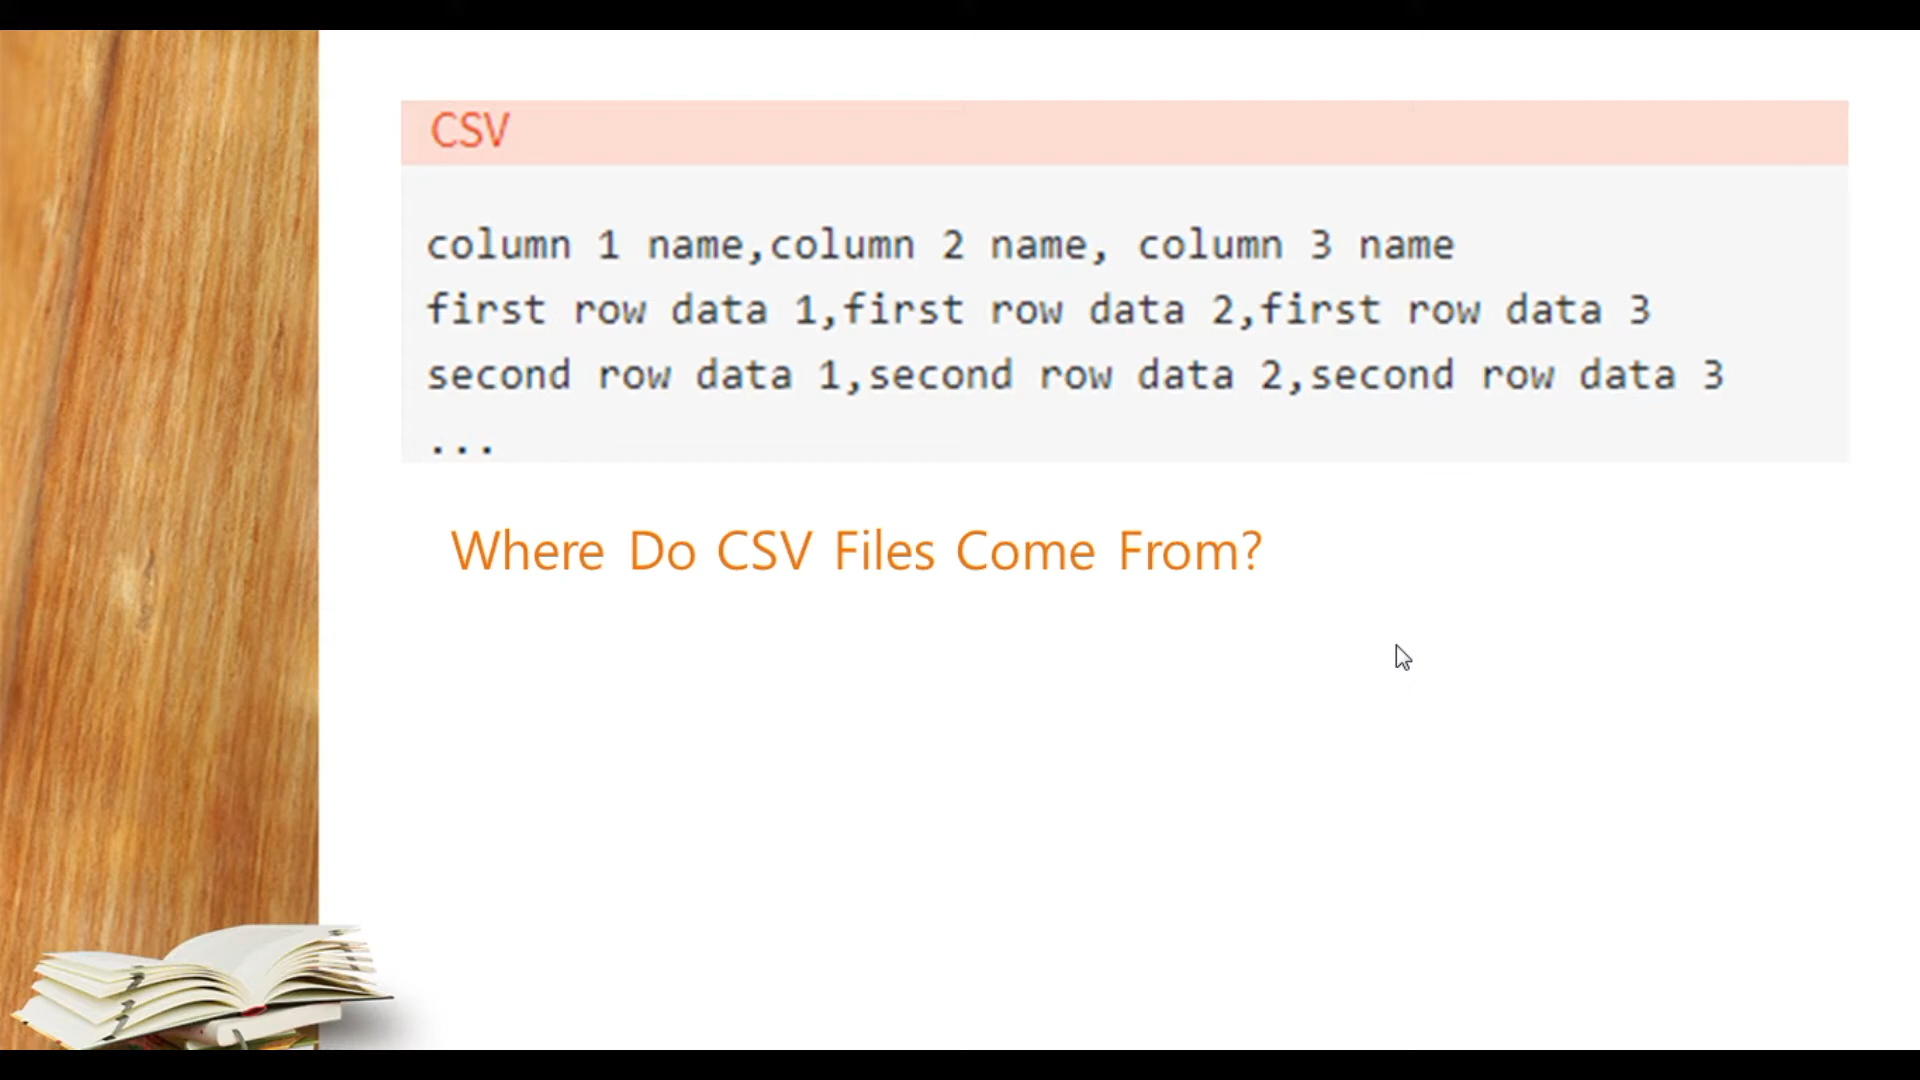 CSV
column 1 name,column 2 name, column 3 name
first row data 1,first row data 2,first row data 3
second row data 1,second row data 2,second row data 3
...
Where Do CSV Files Come From?